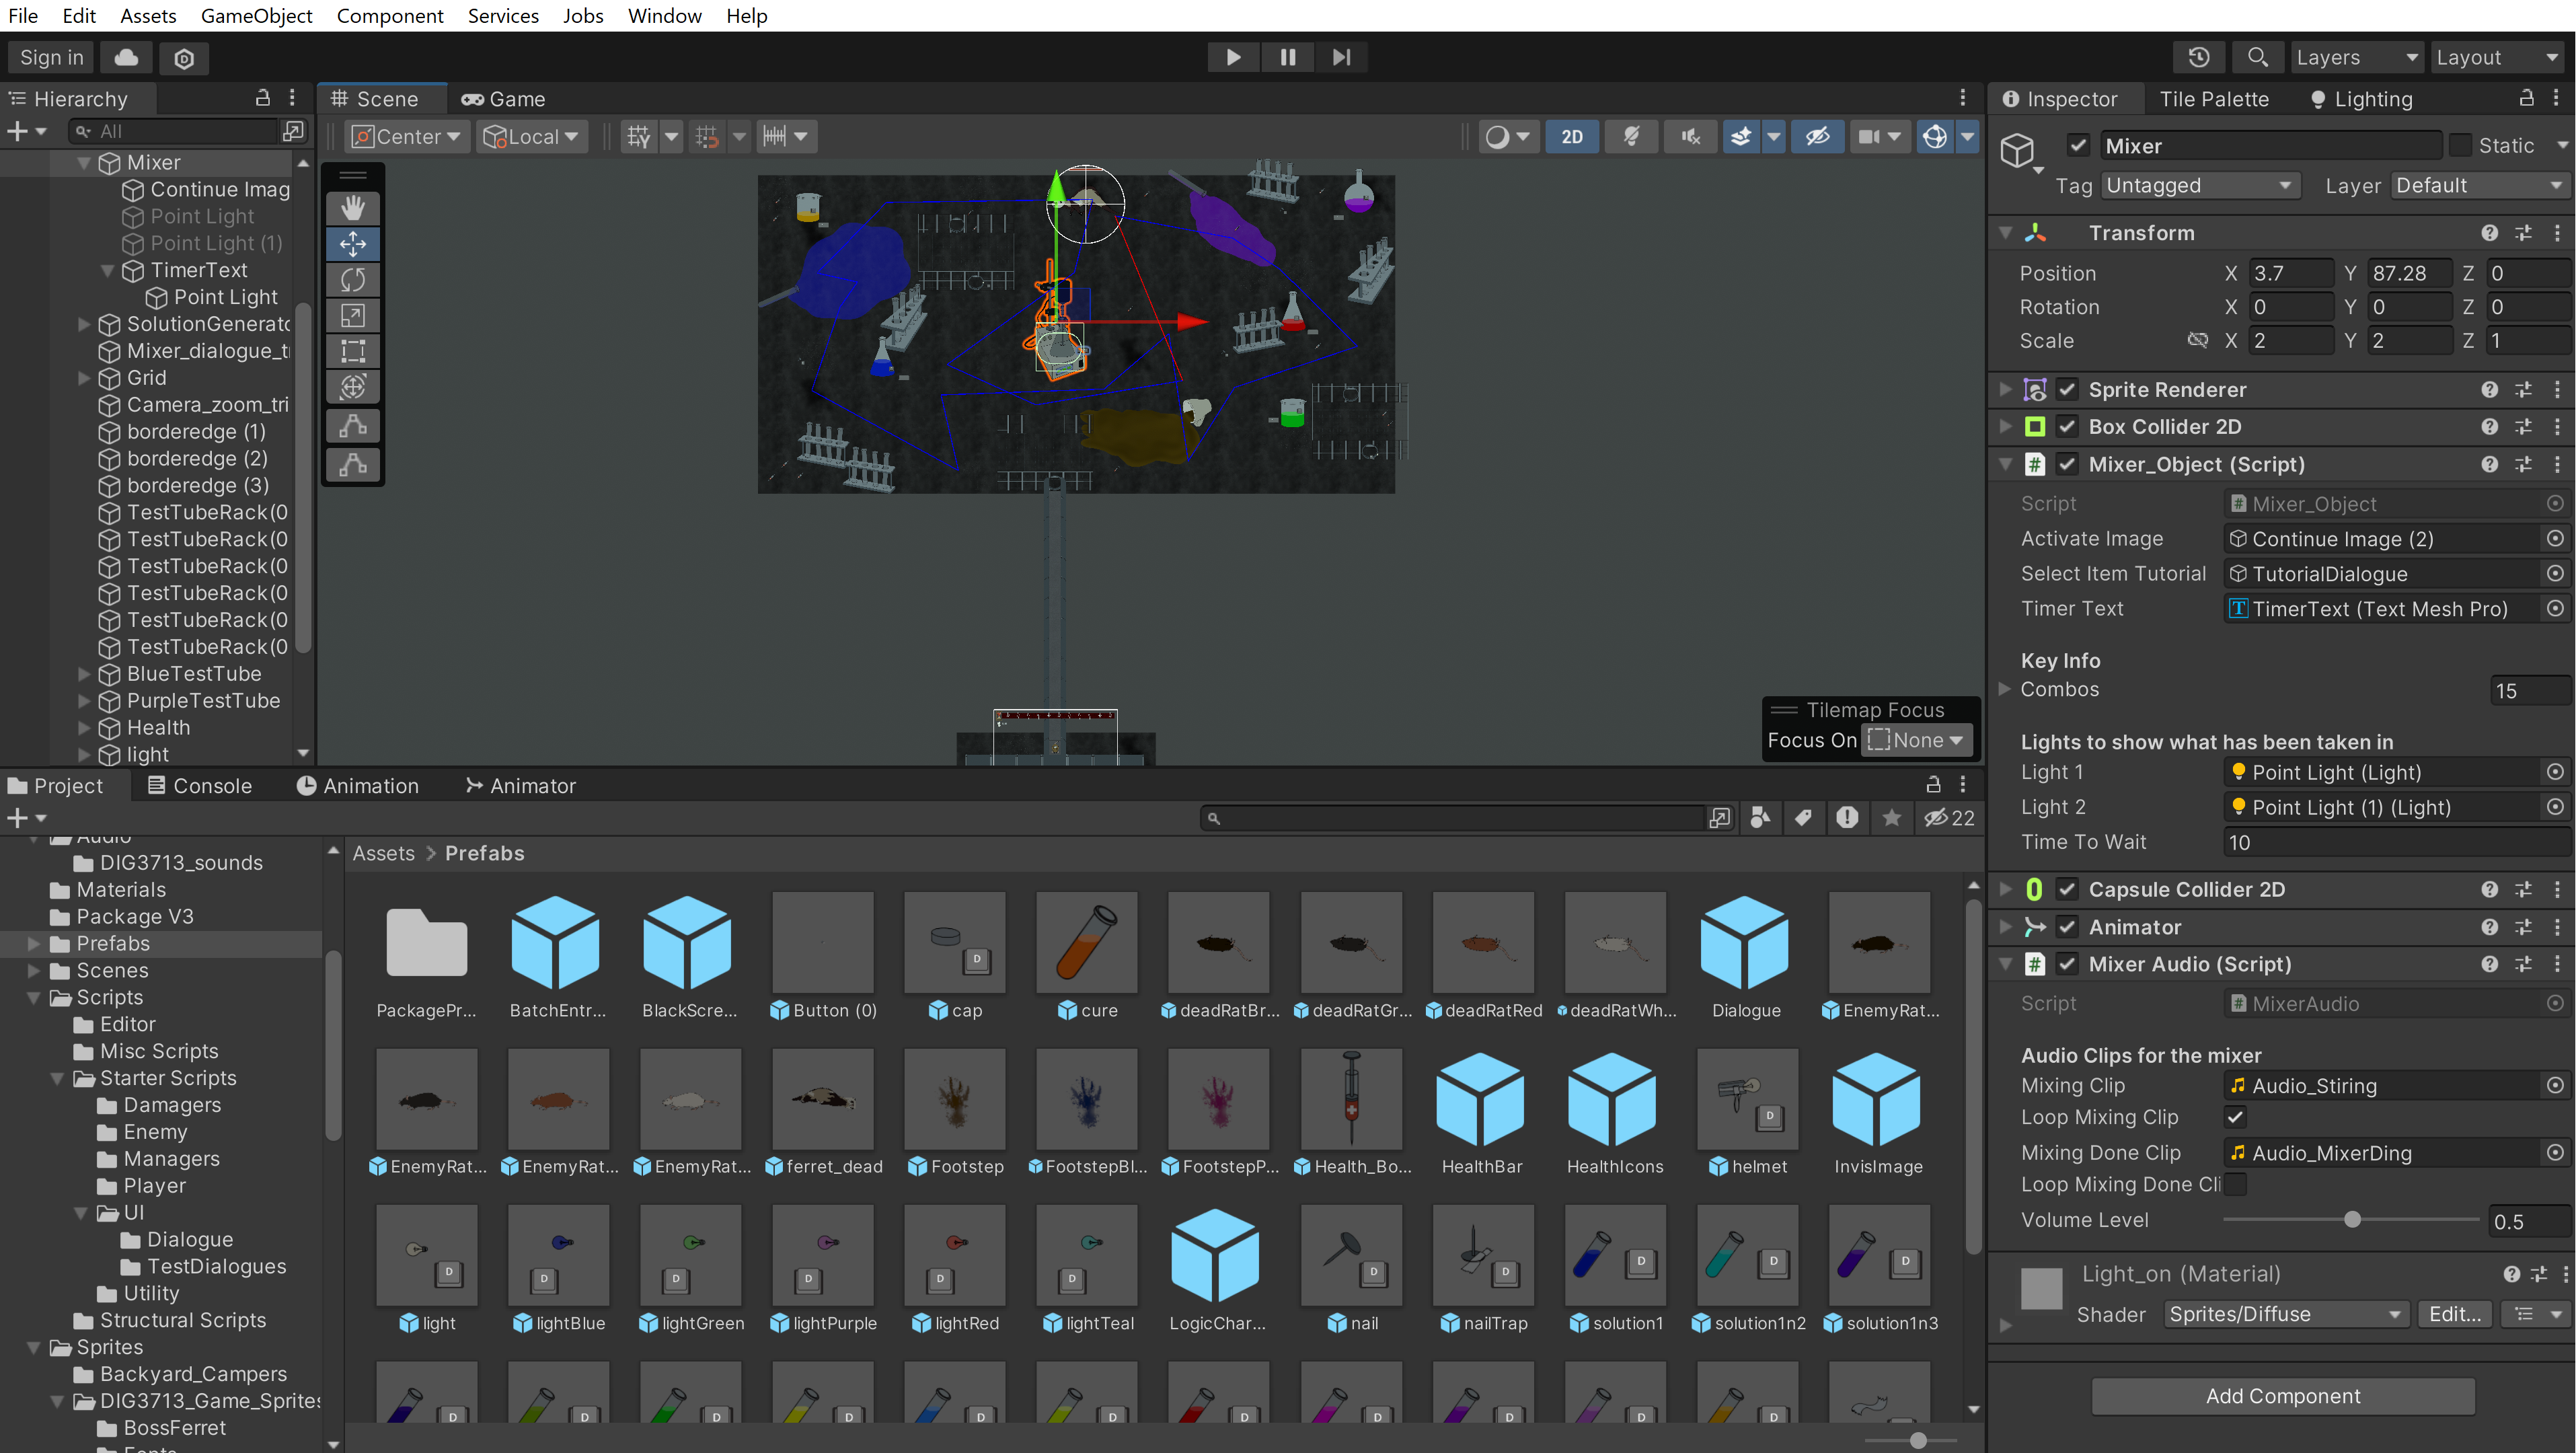 File Edit Assets GameObject Component Services Jobs Window Help
Sign in Layers Layout
Hierarchy
All
Mixer
Continue Imag
Point Light
Point Light (1)
TimerText
Point Light
SolutionGenerato
Mixer_dialogue_t
Grid
Camera_zoom_tri
borderedge (1)
borderedge (2)
borderedge (3)
TestTubeRack(0
TestTubeRack(0
TestTubeRack(0
TestTubeRack(0
TestTubeRack(0
TestTubeRack(0
BlueTestTube
PurpleTestTube
Health
light
Scene Game
Center Local 2D
Tilemap Focus
Focus On None
Inspector Tile Palette Lighting
Mixer Static
Tag Untagged Layer Default
Transform
Position X 3.7 Y 87.28 Z 0
Rotation X 0 Y 0 Z 0
Scale X 2 Y 2 Z 1
Sprite Renderer
Box Collider 2D
Mixer_Object (Script)
Script Mixer_Object
Activate Image Continue Image (2)
Select Item Tutorial TutorialDialogue
Timer Text TimerText (Text Mesh Pro)
Key Info
Combos 15
Lights to show what has been taken in
Light 1 Point Light (Light)
Light 2 Point Light (1) (Light)
Time To Wait 10
Capsule Collider 2D
Animator
Mixer Audio (Script)
Script MixerAudio
Audio Clips for the mixer
Mixing Clip Audio_Stiring
Loop Mixing Clip
Mixing Done Clip Audio_MixerDing
Loop Mixing Done Cli
Volume Level 0.5
Light_on (Material)
Shader Sprites/Diffuse Edit...
Add Component
Project Console Animation Animator
22
Audio
DIG3713_sounds
Materials
Package V3
Prefabs
Scenes
Scripts
Editor
Misc Scripts
Starter Scripts
Damagers
Enemy
Managers
Player
UI
Dialogue
TestDialogues
Utility
Structural Scripts
Sprites
Backyard_Campers
DIG3713_Game_Sprites
BossFerret
Assets > Prefabs
D
PackagePr... BatchEntr... BlackScre... Button (0) cap cure deadRatBr... deadRatGr... deadRatRed deadRatWh... Dialogue EnemyRat...
D
EnemyRat... EnemyRat... EnemyRat... ferret_dead Footstep FootstepBl... FootstepP... Health_Bo... HealthBar HealthIcons helmet InvisImage
D D D D D D D D D D D
light lightBlue lightGreen lightPurple lightRed lightTeal LogicChar... nail nailTrap solution1 solution1n2 solution1n3
D D D D D D D D D D D